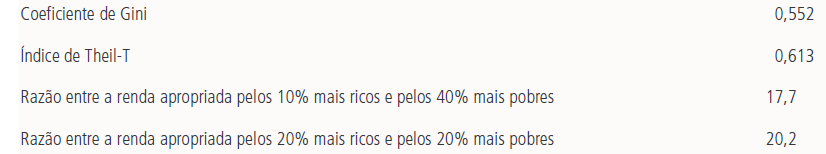 Coeficiente de Gini 0,552
Índice de Theil-T 0,613
Razão entre a renda apropriada pelos 10% mais ricos e pelos 40% mais pobres 17,7
Razão entre a renda apropriada pelos 20% mais ricos e pelos 20% mais pobres 20,2